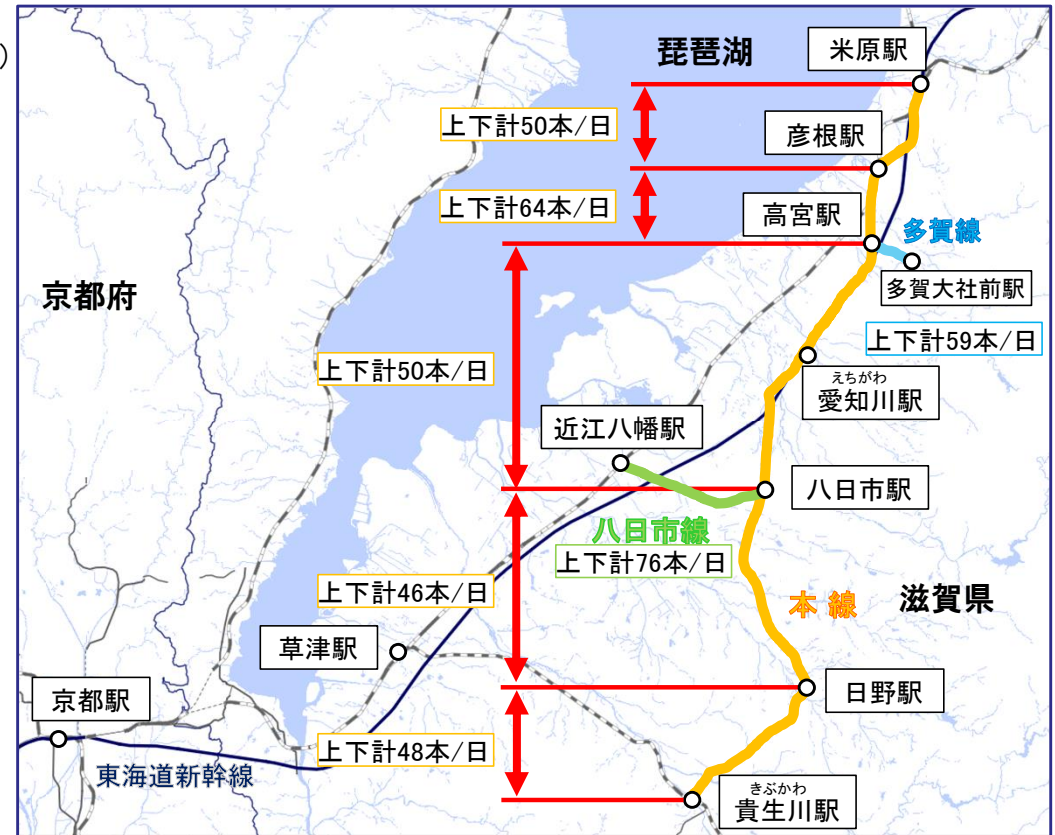 )
琵琶湖
米原駅
上下計50本/日
彦根駅
上下計64本/日
高宮駅
多賀線
京都府
多賀大社前駅
上下計59本/日
上下計50本/日
えちがわ
愛知川駅
近江八幡駅
八日市駅
八日市線
上下計76本/日
上下計46本/日
本線
滋賀県
草津駅
日野駅
京都駅
上下計48本/日
東海道新幹線
きぶかわ
貴生川駅